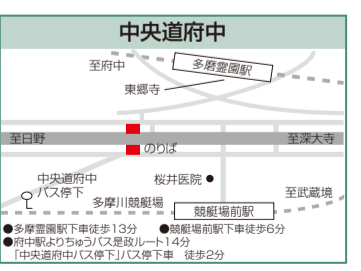 中央道府中
至府中
多磨霊園駅
東郷寺
至日野
至深大寺
のりば
中央道府中
バス停下
桜井医院
多摩川競艇場
至武蔵境
競艇場前駅
●多磨霊園駅下車徒歩13分 ●競艇場前駅下車徒歩6分
●府中駅よりちゅうバス是政ルート14分
「中央道府中バス停下」バス停下車 徒歩2分